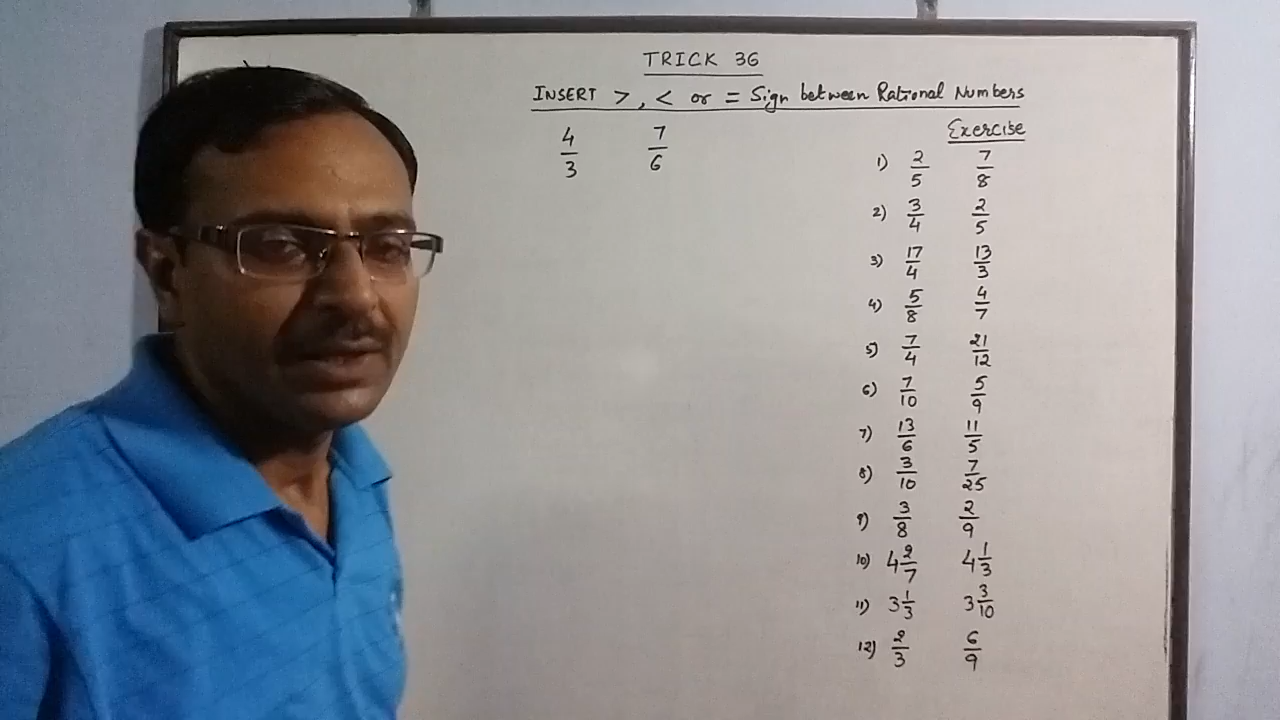 TRICK 36
INSERT >, < or = Sign between Rational Numbers
4/3 7/6
Exercise
1) 2/5 7/8
2) 3/4 2/5
3) 17/4 13/3
4) 5/8 4/7
5) 7/4 21/12
6) 7/10 5/9
7) 13/6 11/5
8) 3/10 7/25
9) 3/8 2/9
10) 4 2/7 4 1/3
11) 3 1/3 3 3/10
12) 2/3 6/9